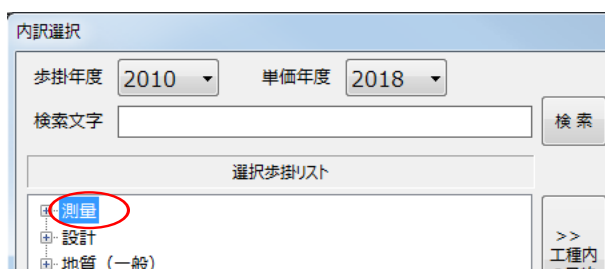 内訳選択
歩掛年度 2010 単価年度 2018
検索文字 検 索
選択歩掛リスト
測量
設計
地質（一般）
>>
工種内